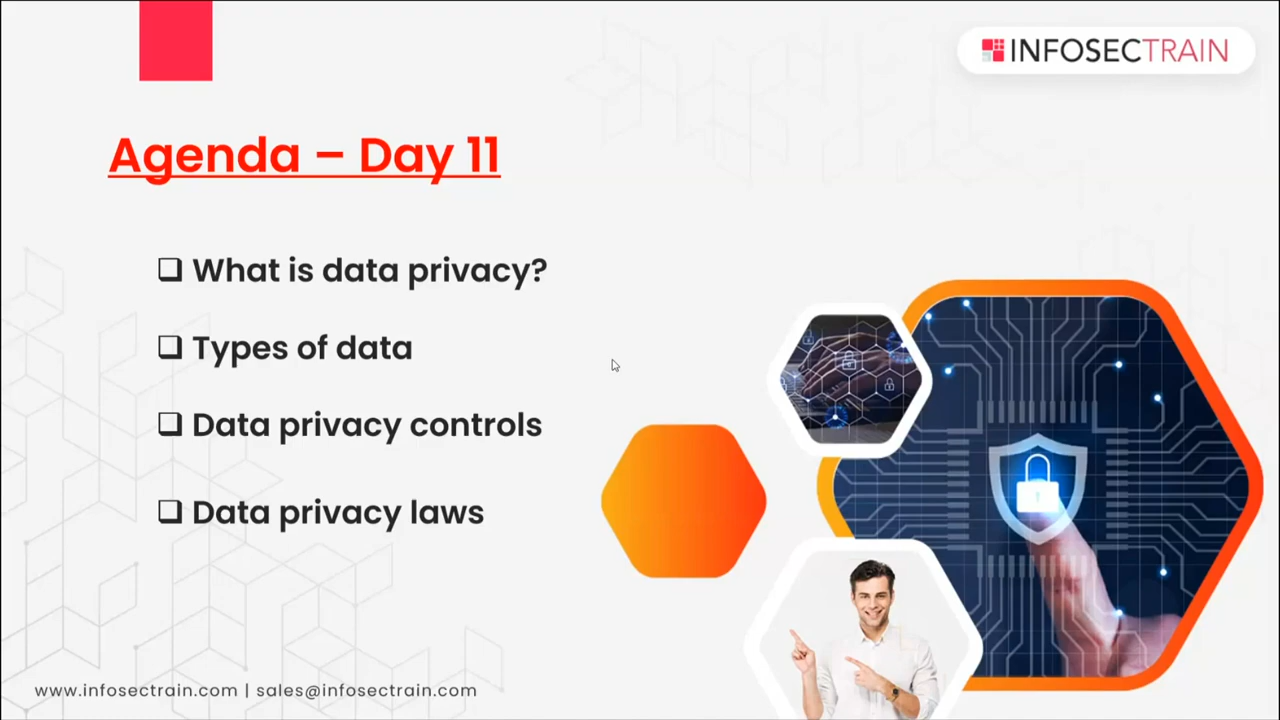 INFOSECTRAIN
Agenda – Day 11
What is data privacy?
Types of data
Data privacy controls
Data privacy laws
www.infosectrain.com | sales@infosectrain.com